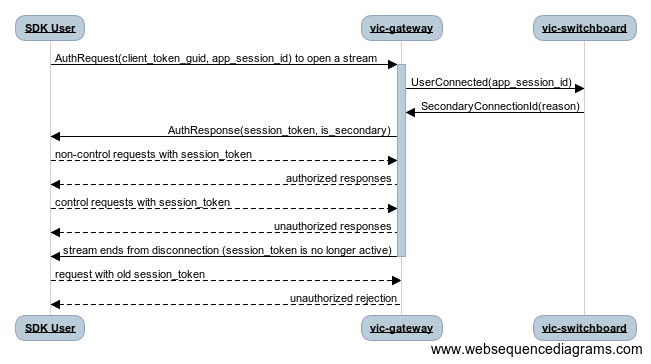 SDK User
vic-gateway
vic-switchboard
AuthRequest(client_token_guid, app_session_id) to open a stream
UserConnected(app_session_id)
SecondaryConnectionId(reason)
AuthResponse(session_token, is_secondary)
non-control requests with session_token
authorized responses
control requests with session_token
unauthorized responses
stream ends from disconnection (session_token is no longer active)
request with old session_token
unauthorized rejection
SDK User
vic-gateway
vic-switchboard
www.websequencediagrams.com